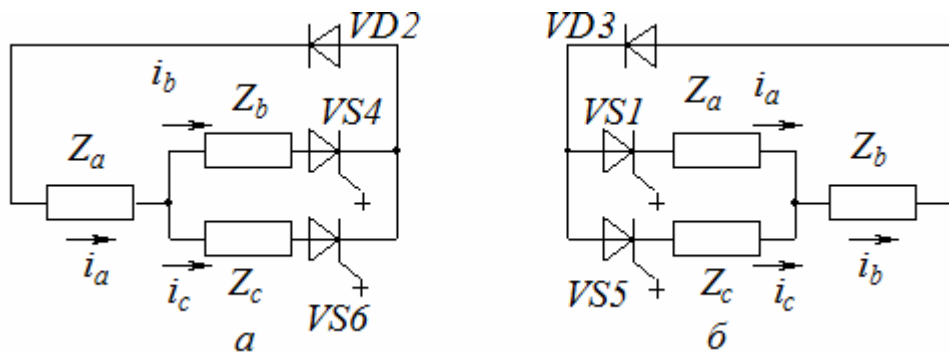 VD2
i_b
Z_b
VS4
Z_a
i_a
i_c
Z_c
VS6
а
VD3
VS1
Z_a
i_a
Z_b
VS5
Z_c
i_c
i_b
б